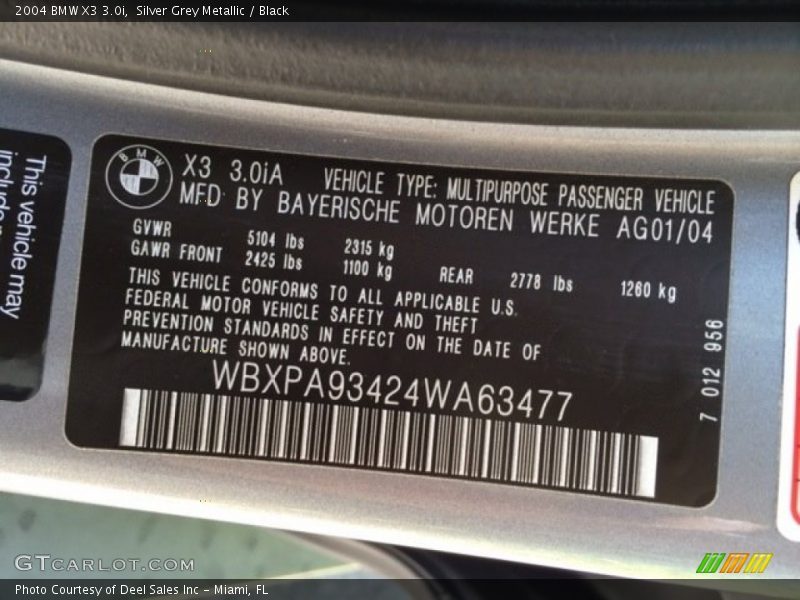 2004 BMW X3 3.0i,  Silver Grey Metallic / Black
This vehicle may
BMW
X3 3.0iA VEHICLE TYPE: MULTIPURPOSE PASSENGER VEHICLE
MFD BY BAYERISCHE MOTOREN WERKE AG01/04
GVWR 5104 lbs 2315 kg
GAWR FRONT 2425 lbs 1100 kg REAR 2778 lbs 1260 kg
THIS VEHICLE CONFORMS TO ALL APPLICABLE U.S.
FEDERAL MOTOR VEHICLE SAFETY AND THEFT
PREVENTION STANDARDS IN EFFECT ON THE DATE OF
MANUFACTURE SHOWN ABOVE.
WBXPA93424WA63477
7 012 956
GTCARLOT.COM
Photo Courtesy of Deel Sales Inc - Miami, FL